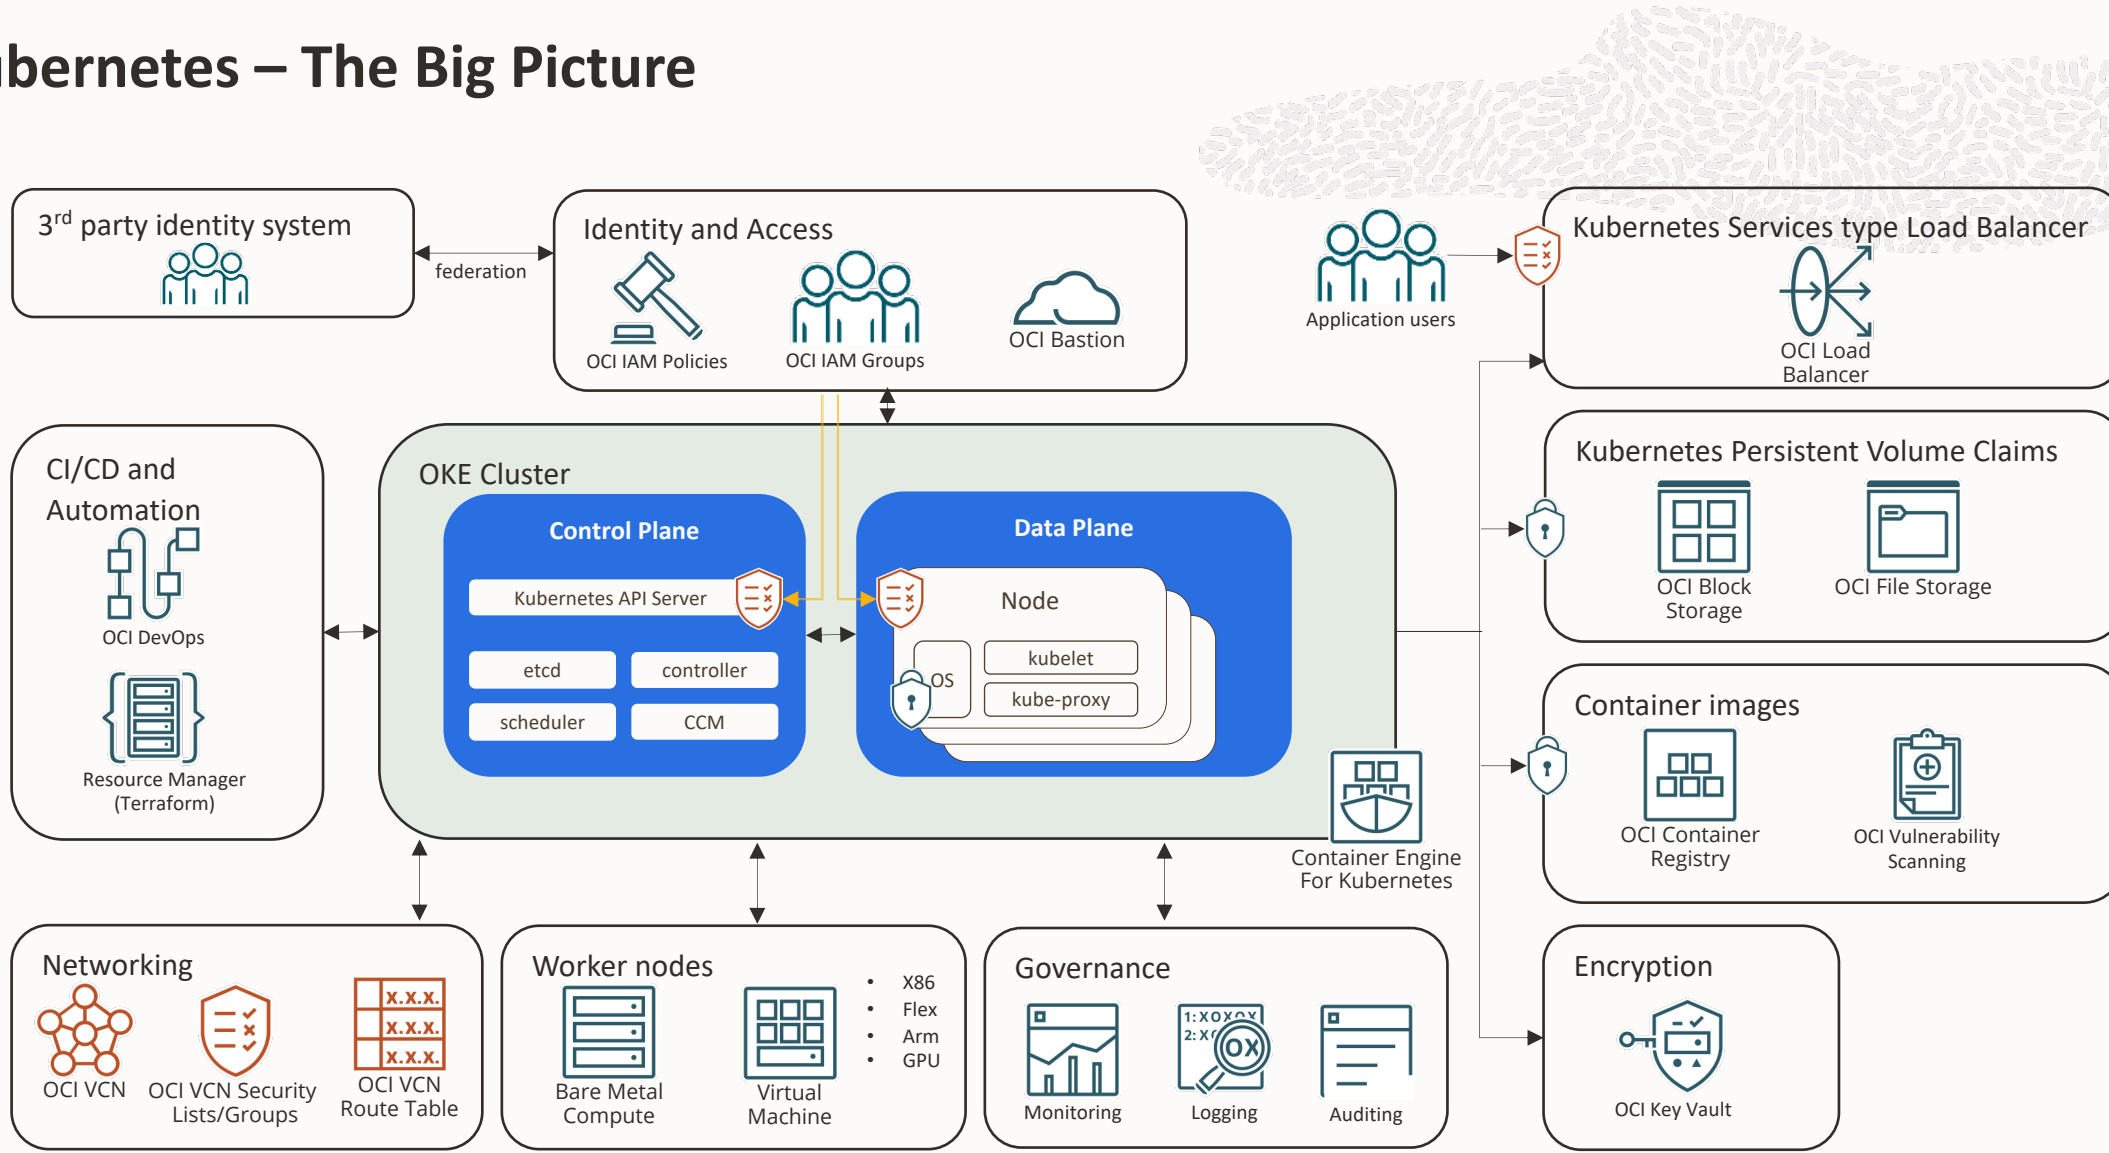 ubernetes – The Big Picture
3rd party identity system
federation
Identity and Access
OCI IAM Policies
OCI IAM Groups
OCI Bastion
Application users
Kubernetes Services type Load Balancer
OCI Load
Balancer
CI/CD and
Automation
OCI DevOps
Resource Manager
(Terraform)
OKE Cluster
Control Plane
Kubernetes API Server
etcd
controller
scheduler
CCM
Data Plane
Node
OS
kubelet
kube-proxy
Container Engine
For Kubernetes
Kubernetes Persistent Volume Claims
OCI Block
Storage
OCI File Storage
Container images
OCI Container
Registry
OCI Vulnerability
Scanning
Networking
x.x.x.
x.x.x.
x.x.x.
OCI VCN
OCI VCN Security
Lists/Groups
OCI VCN
Route Table
Worker nodes
Bare Metal
Compute
Virtual
Machine
• X86
• Flex
• Arm
• GPU
Governance
1:XOXOX
2:X
OX
Monitoring
Logging
Auditing
Encryption
OCI Key Vault